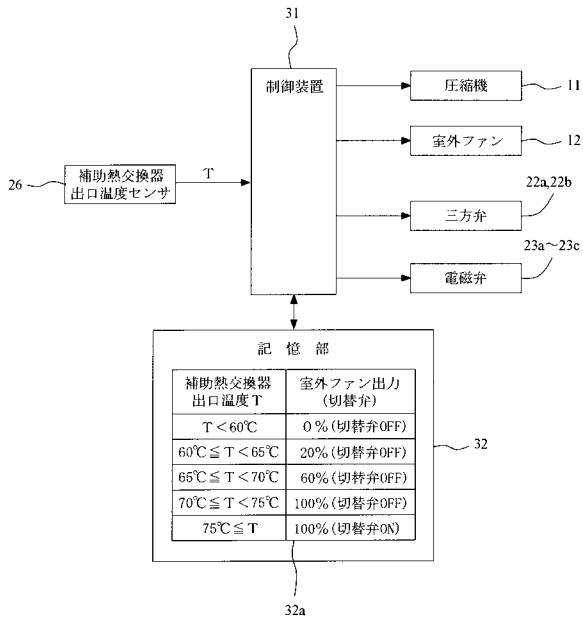 31
制御装置
圧縮機
11
室外ファン
12
補助熱交換器
出口温度センサ
26
T
22a,22b
三方弁
23a～23c
電磁弁
記憶部
補助熱交換器
出口温度T
室外ファン出力
(切替弁)
T＜60℃
0％(切替弁OFF)
60℃≦T＜65℃
20％(切替弁OFF)
65℃≦T＜70℃
60％(切替弁OFF)
70℃≦T＜75℃
100％(切替弁OFF)
75℃≦T
100％(切替弁ON)
32
32a